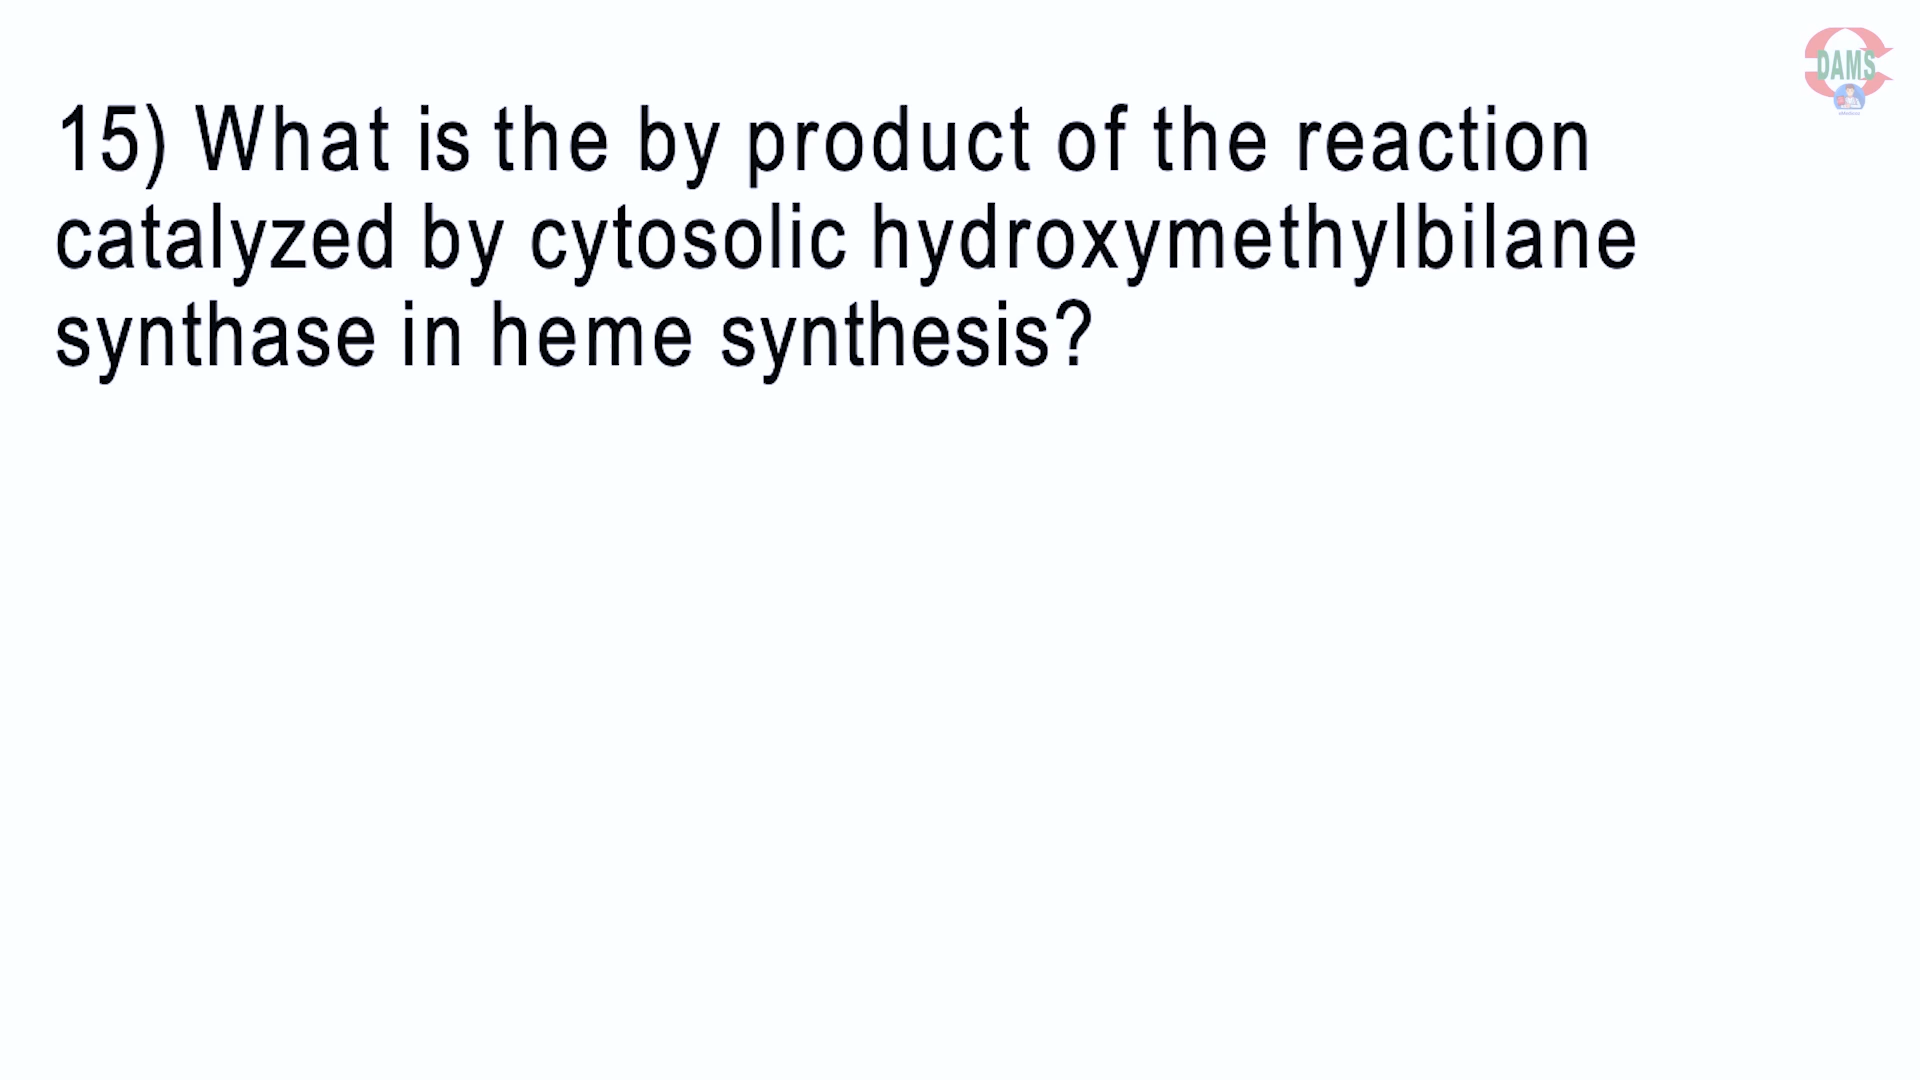 DAMS
15) What is the by product of the reaction
catalyzed by cytosolic hydroxymethylbilane
synthase in heme synthesis?